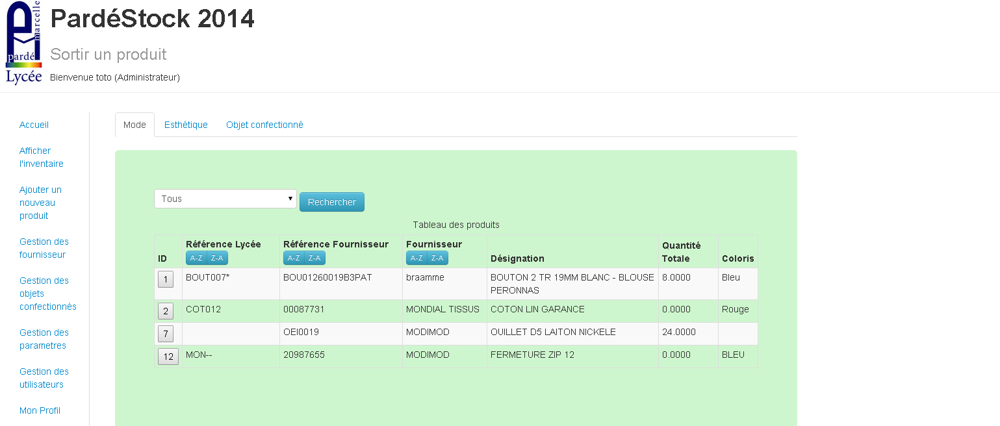 marcelle
pardé
Lycée
PardéStock 2014
Sortir un produit
Bienvenue toto (Administrateur)
Accueil
Afficher
l'inventaire
Ajouter un
nouveau
produit
Gestion des
fournisseur
Gestion des
objets
confectionnés
Gestion des
parametres
Gestion des
utilisateurs
Mon Profil
Mode Esthétique Objet confectionné
Tous Rechercher
Tableau des produits
ID Référence Lycée A-Z Z-A Référence Fournisseur A-Z Z-A Fournisseur A-Z Z-A Désignation Quantité Totale Coloris
1 BOUT007* BOU01260019B3PAT braamme BOUTON 2 TR 19MM BLANC - BLOUSE PERONNAS 8.0000 Bleu
2 COT012 00087731 MONDIAL TISSUS COTON LIN GARANCE 0.0000 Rouge
7 OEI0019 MODIMOD OUILLET D5 LAITON NICKELE 24.0000
12 MON-- 20987655 MODIMOD FERMETURE ZIP 12 0.0000 BLEU